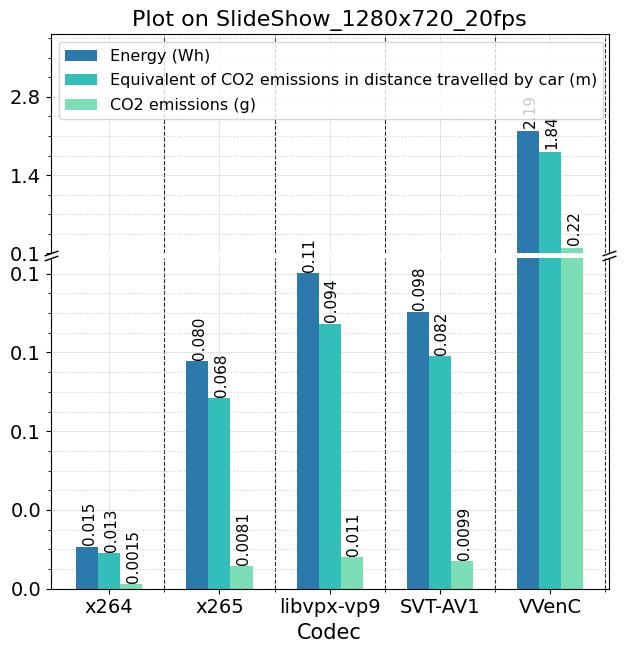 Plot on SlideShow_1280x720_20fps
Energy (Wh)
Equivalent of CO2 emissions in distance travelled by car (m)
CO2 emissions (g)
2.8
1.4
0.1
0.1
0.1
0.1
0.0
0.0
0.015
0.013
0.0015
0.080
0.068
0.0081
0.11
0.094
0.011
0.098
0.082
0.0099
2.19
1.84
0.22
x264
x265
libvpx-vp9
SVT-AV1
VVenC
Codec